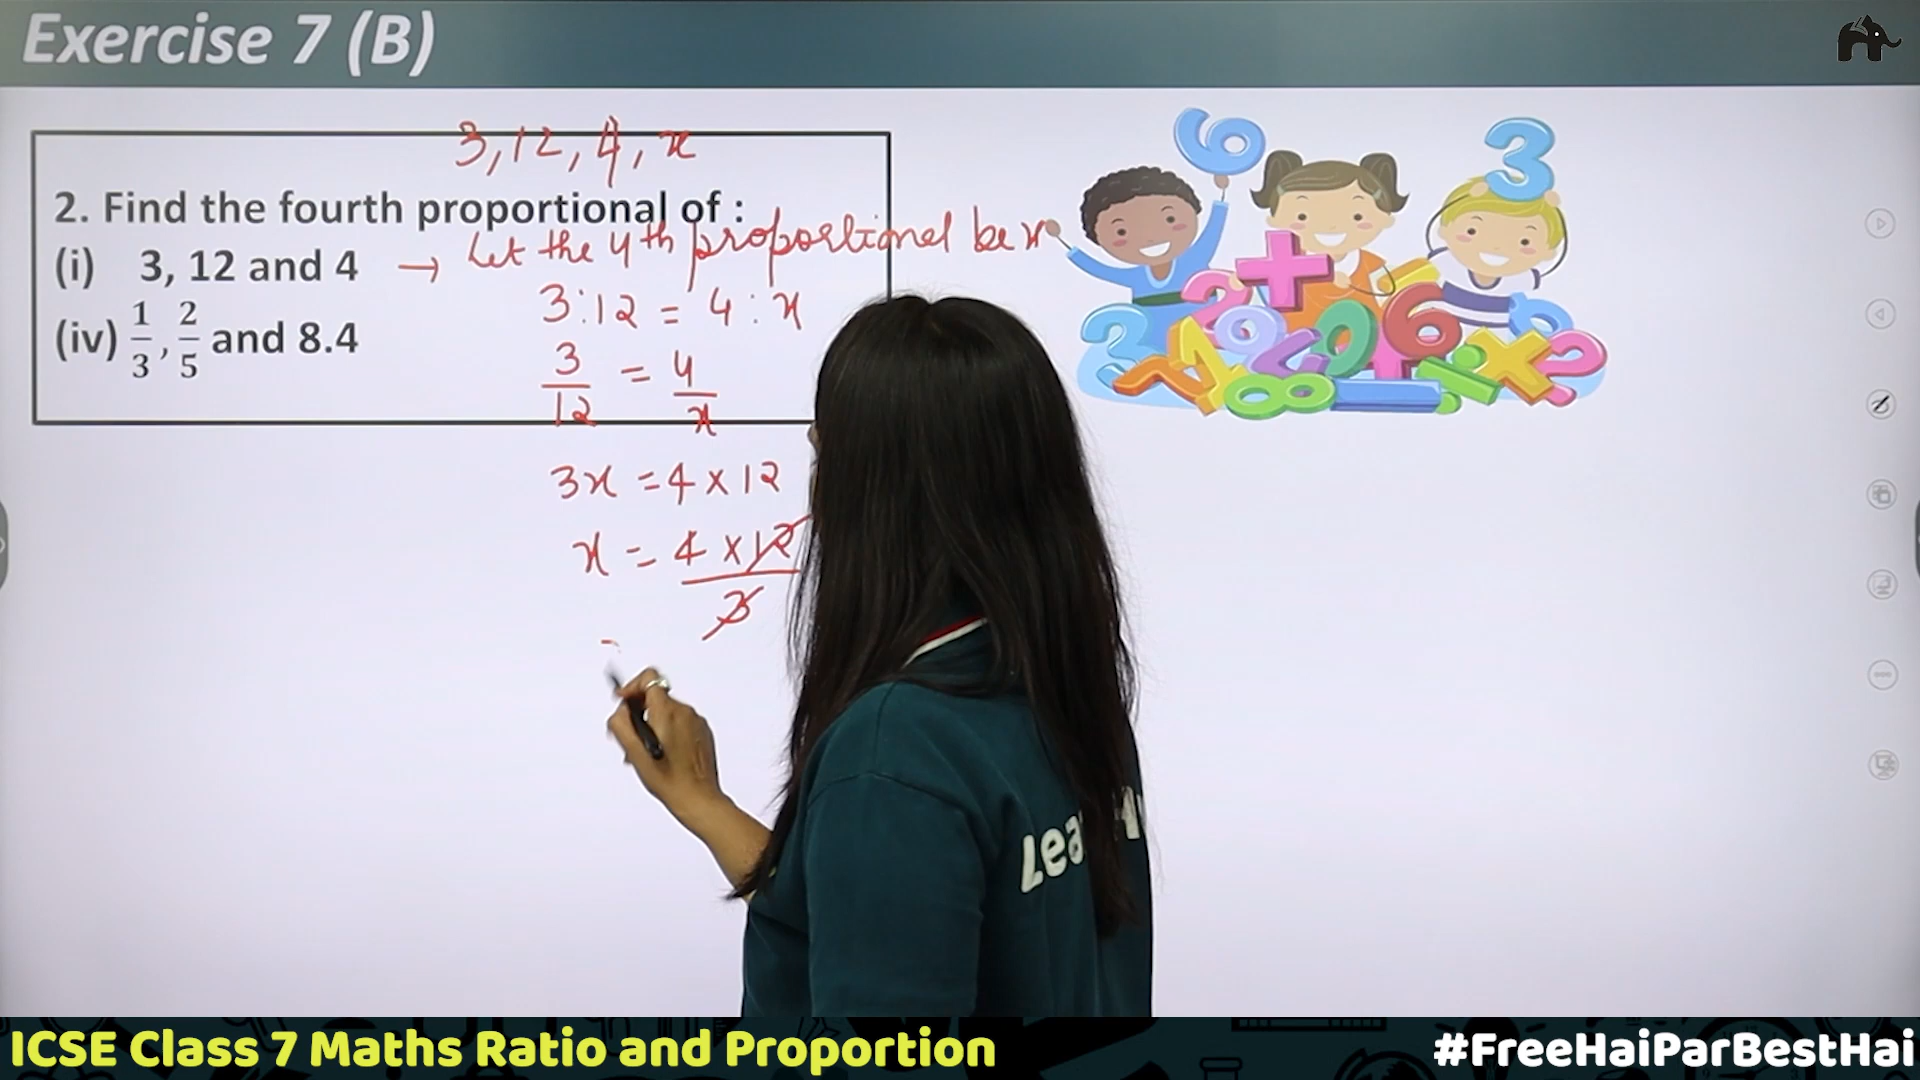 Exercise 7 (B)
3, 12, 4, x
2. Find the fourth proportional of :
(i) 3, 12 and 4 → Let the 4th proportional be x
3:12 = 4 : x
(iv) 1/3, 2/5 and 8.4
3/12 = 4/x
3x = 4 × 12
x = 4 × 12 / 3
ICSE Class 7 Maths Ratio and Proportion
#FreeHaiParBestHai